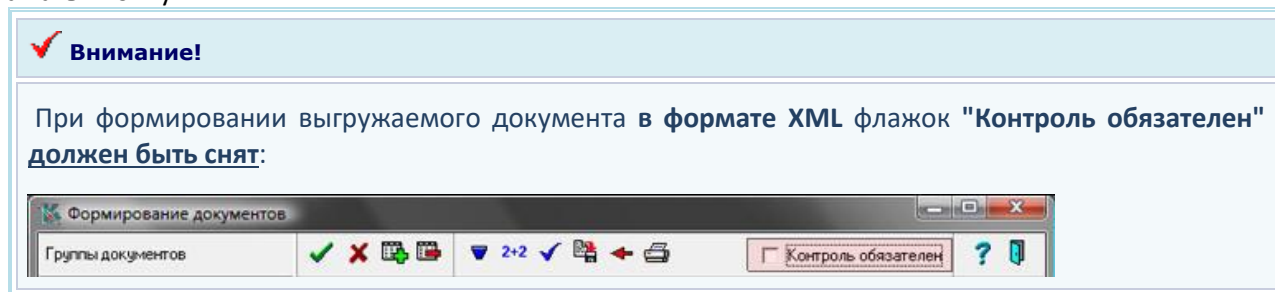 Внимание!
При формировании выгружаемого документа в формате XML флажок "Контроль обязателен"
должен быть снят:
Формирование документов
Группы документов 2+2 Контроль обязателен ?